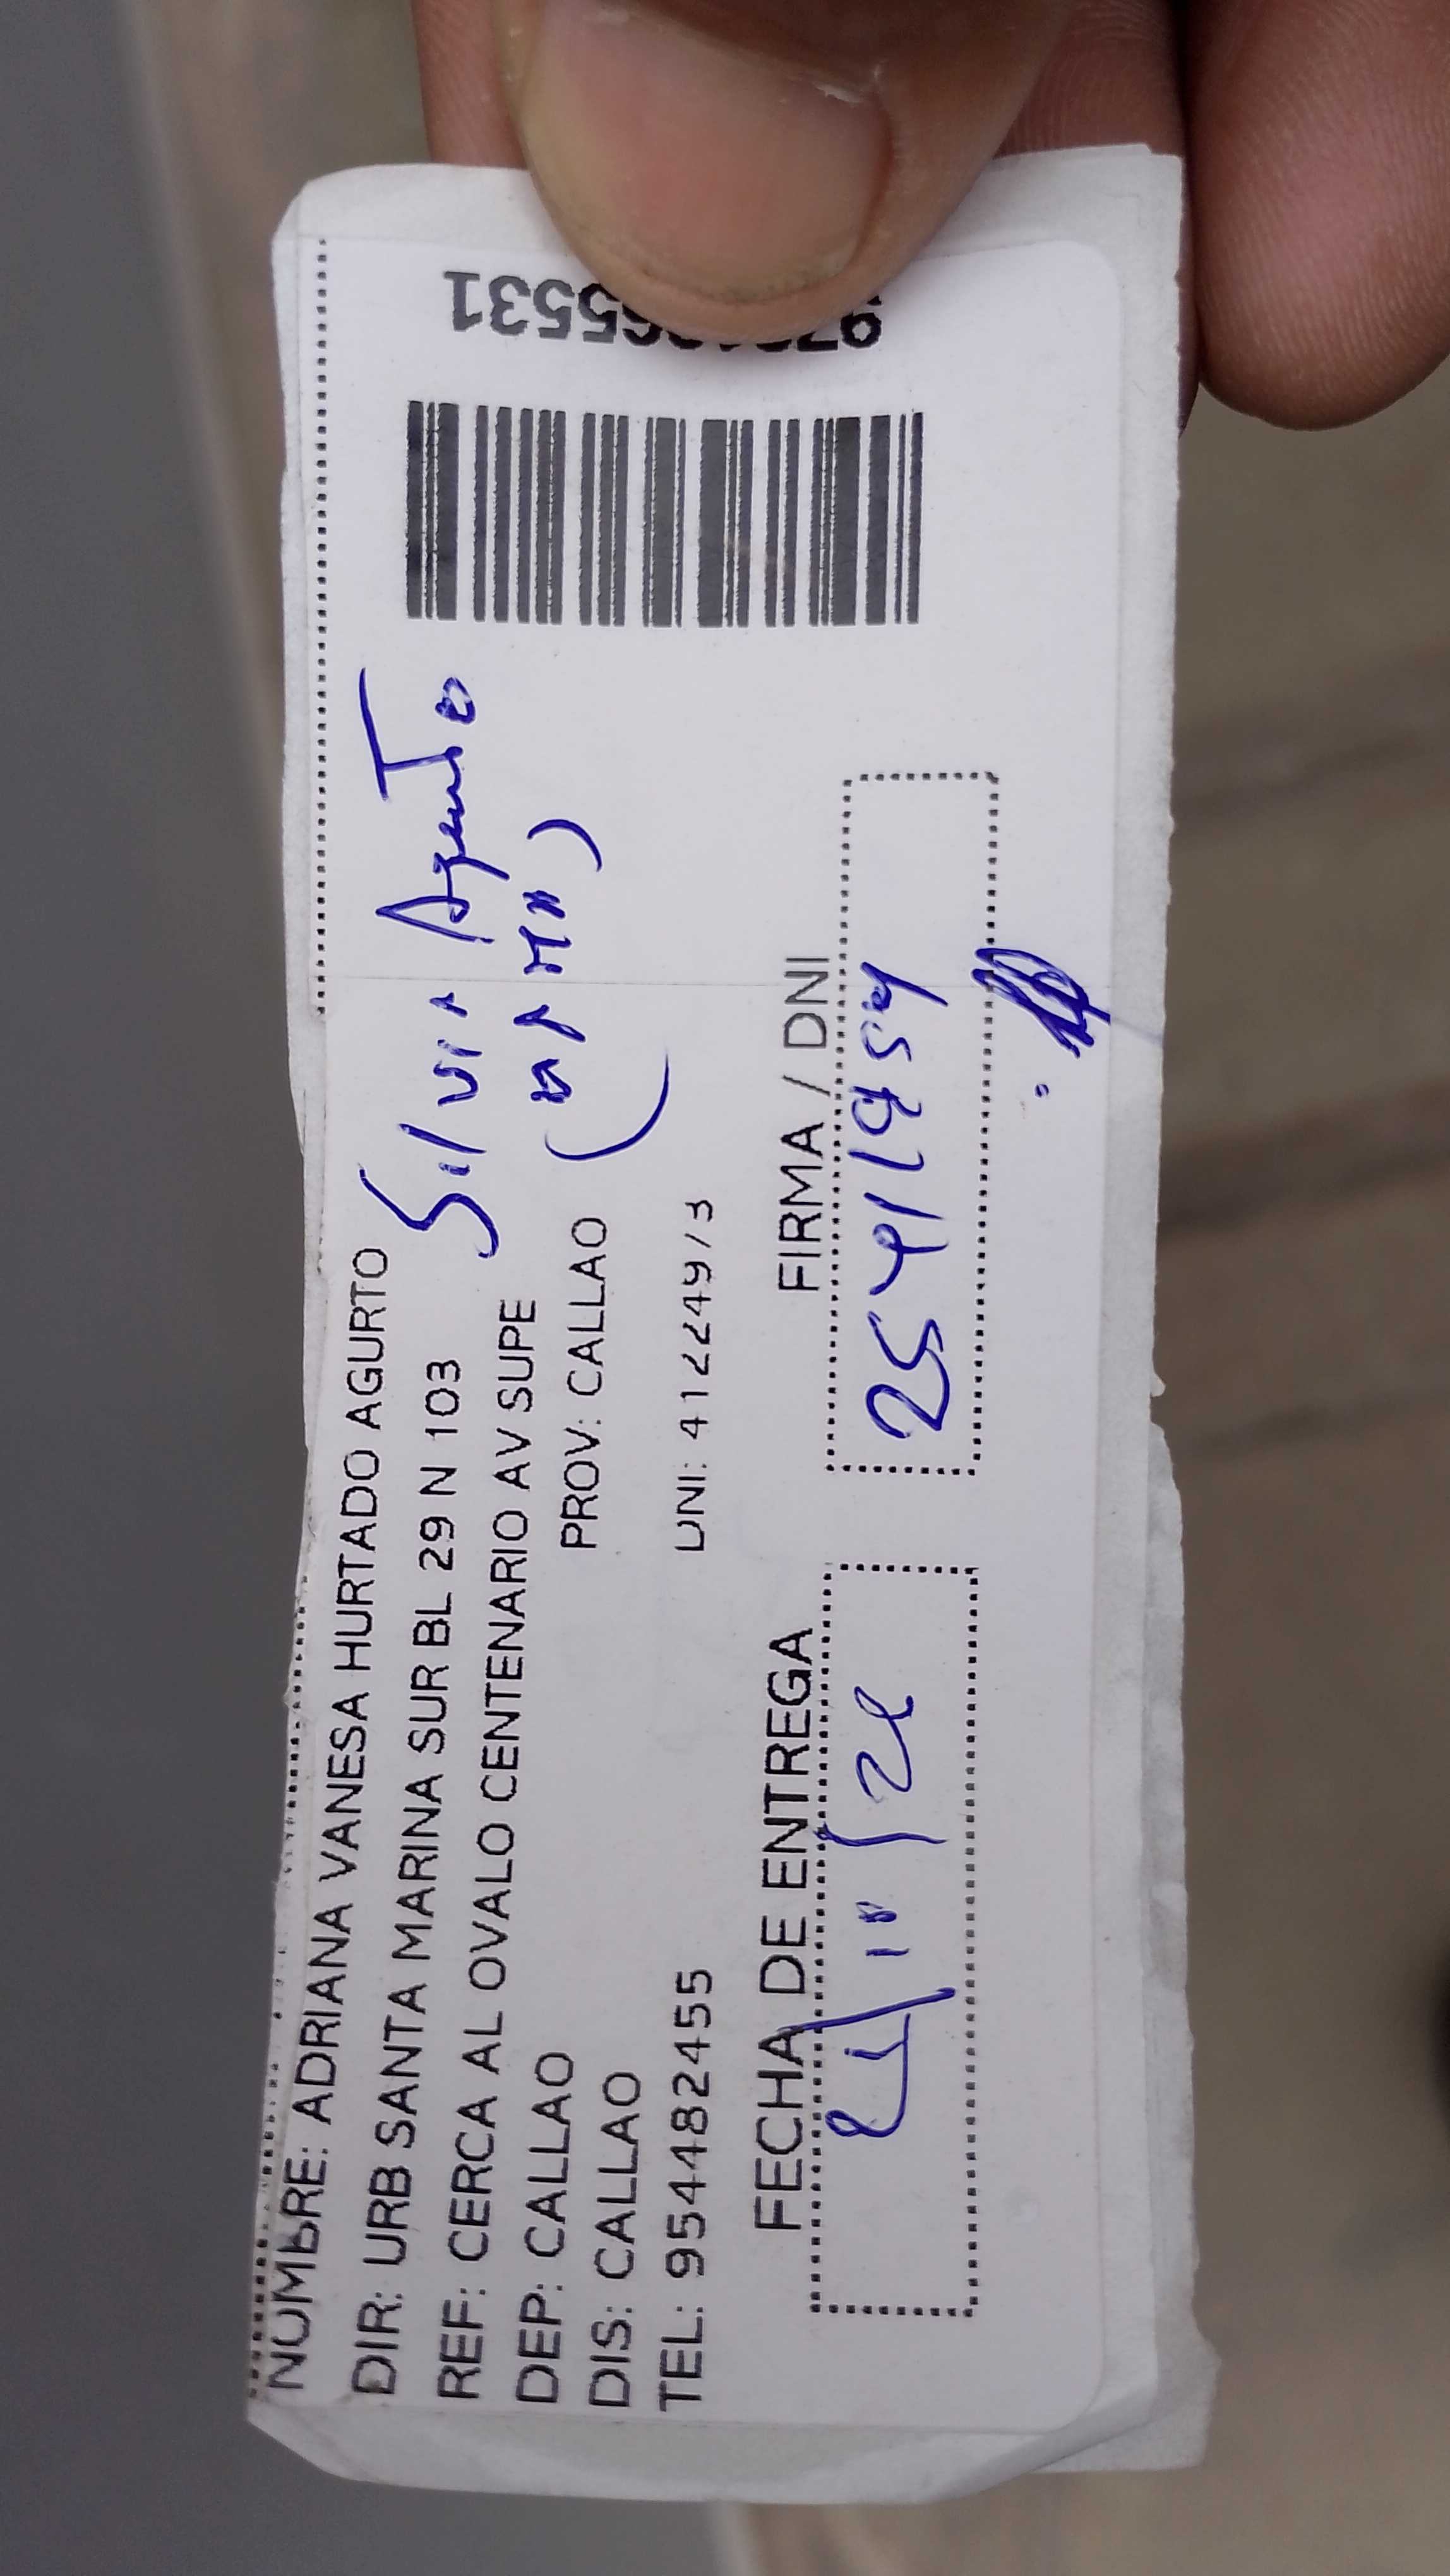 NOMBRE: ADRIANA VANESA HURTADO AGURTO
DIR: URB SANTA MARINA SUR BL 29 N 103
REF: CERCA AL OVALO CENTENARIO AV SUPE
DEP: CALLAO PROV: CALLAO
DIS: CALLAO
TEL: 954482455 DNI: 41224973
Silvia Agurto
(MAMA)
FECHA DE ENTREGA FIRMA / DNI